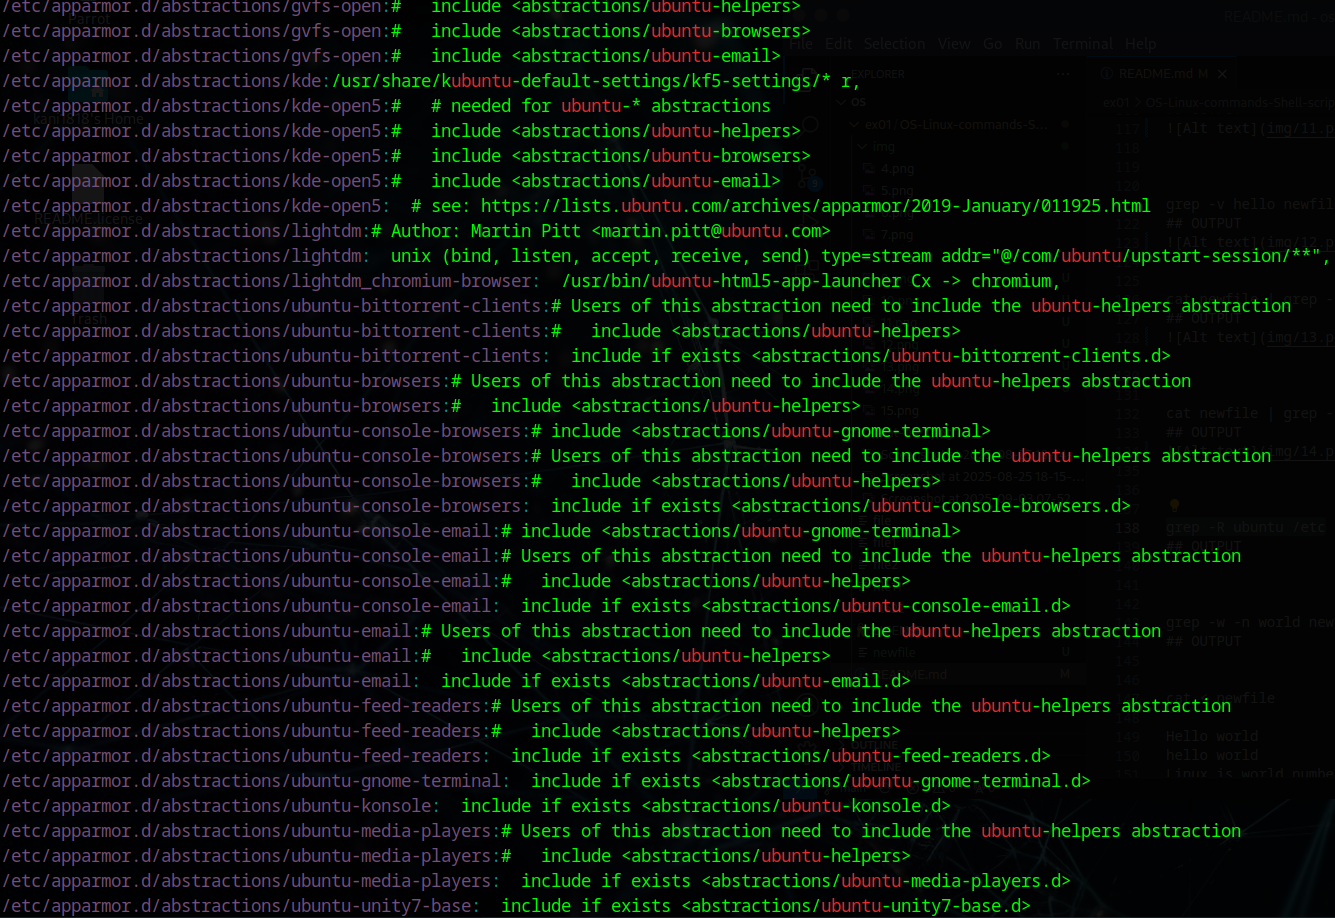 /etc/apparmor.d/abstractions/gvfs-open:#   include <abstractions/ubuntu-helpers>
/etc/apparmor.d/abstractions/gvfs-open:#   include <abstractions/ubuntu-browsers>
/etc/apparmor.d/abstractions/gvfs-open:#   include <abstractions/ubuntu-email>
/etc/apparmor.d/abstractions/kde:/usr/share/kubuntu-default-settings/kf5-settings/* r,
/etc/apparmor.d/abstractions/kde-open5:#   # needed for ubuntu-* abstractions
/etc/apparmor.d/abstractions/kde-open5:#   include <abstractions/ubuntu-helpers>
/etc/apparmor.d/abstractions/kde-open5:#   include <abstractions/ubuntu-browsers>
/etc/apparmor.d/abstractions/kde-open5:#   include <abstractions/ubuntu-email>
/etc/apparmor.d/abstractions/kde-open5:  # see: https://lists.ubuntu.com/archives/apparmor/2019-January/011925.html
/etc/apparmor.d/abstractions/lightdm:# Author: Martin Pitt <martin.pitt@ubuntu.com>
/etc/apparmor.d/abstractions/lightdm:  unix (bind, listen, accept, receive, send) type=stream addr="@/com/ubuntu/upstart-session/**",
/etc/apparmor.d/abstractions/lightdm_chromium-browser:  /usr/bin/ubuntu-html5-app-launcher Cx -> chromium,
/etc/apparmor.d/abstractions/ubuntu-bittorrent-clients:# Users of this abstraction need to include the ubuntu-helpers abstraction
/etc/apparmor.d/abstractions/ubuntu-bittorrent-clients:#   include <abstractions/ubuntu-helpers>
/etc/apparmor.d/abstractions/ubuntu-bittorrent-clients:  include if exists <abstractions/ubuntu-bittorrent-clients.d>
/etc/apparmor.d/abstractions/ubuntu-browsers:# Users of this abstraction need to include the ubuntu-helpers abstraction
/etc/apparmor.d/abstractions/ubuntu-browsers:#   include <abstractions/ubuntu-helpers>
/etc/apparmor.d/abstractions/ubuntu-console-browsers:# include <abstractions/ubuntu-gnome-terminal>
/etc/apparmor.d/abstractions/ubuntu-console-browsers:# Users of this abstraction need to include the ubuntu-helpers abstraction
/etc/apparmor.d/abstractions/ubuntu-console-browsers:#   include <abstractions/ubuntu-helpers>
/etc/apparmor.d/abstractions/ubuntu-console-browsers:  include if exists <abstractions/ubuntu-console-browsers.d>
/etc/apparmor.d/abstractions/ubuntu-console-email:# include <abstractions/ubuntu-gnome-terminal>
/etc/apparmor.d/abstractions/ubuntu-console-email:# Users of this abstraction need to include the ubuntu-helpers abstraction
/etc/apparmor.d/abstractions/ubuntu-console-email:#   include <abstractions/ubuntu-helpers>
/etc/apparmor.d/abstractions/ubuntu-console-email:  include if exists <abstractions/ubuntu-console-email.d>
/etc/apparmor.d/abstractions/ubuntu-email:# Users of this abstraction need to include the ubuntu-helpers abstraction
/etc/apparmor.d/abstractions/ubuntu-email:#   include <abstractions/ubuntu-helpers>
/etc/apparmor.d/abstractions/ubuntu-email:  include if exists <abstractions/ubuntu-email.d>
/etc/apparmor.d/abstractions/ubuntu-feed-readers:# Users of this abstraction need to include the ubuntu-helpers abstraction
/etc/apparmor.d/abstractions/ubuntu-feed-readers:#   include <abstractions/ubuntu-helpers>
/etc/apparmor.d/abstractions/ubuntu-feed-readers:  include if exists <abstractions/ubuntu-feed-readers.d>
/etc/apparmor.d/abstractions/ubuntu-gnome-terminal:  include if exists <abstractions/ubuntu-gnome-terminal.d>
/etc/apparmor.d/abstractions/ubuntu-konsole:  include if exists <abstractions/ubuntu-konsole.d>
/etc/apparmor.d/abstractions/ubuntu-media-players:# Users of this abstraction need to include the ubuntu-helpers abstraction
/etc/apparmor.d/abstractions/ubuntu-media-players:#   include <abstractions/ubuntu-helpers>
/etc/apparmor.d/abstractions/ubuntu-media-players:  include if exists <abstractions/ubuntu-media-players.d>
/etc/apparmor.d/abstractions/ubuntu-unity7-base:  include if exists <abstractions/ubuntu-unity7-base.d>